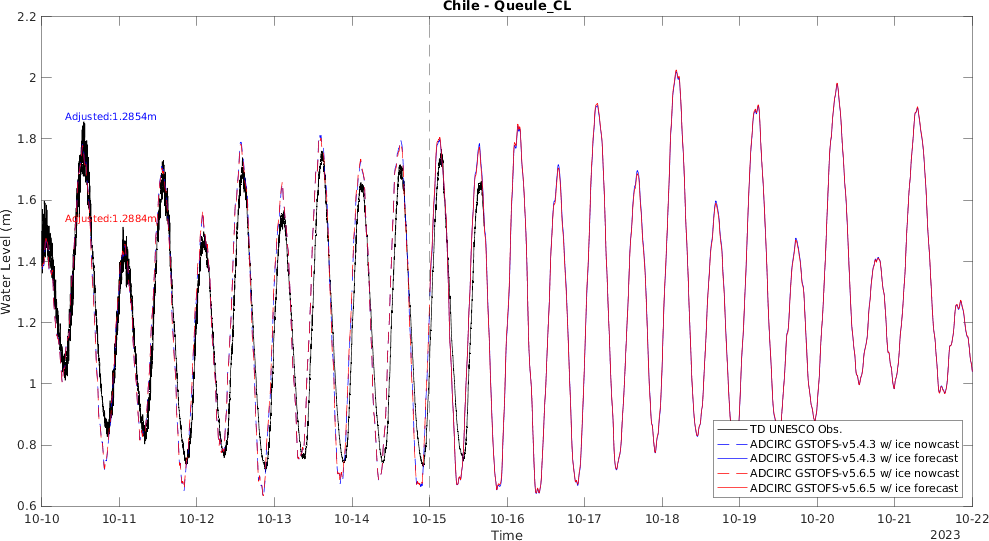 Chile - Queule_CL
2.2
2
1.8
1.6
1.4
1.2
1
0.8
0.6
Water Level (m)
Adjusted:1.2854m
Adjusted:1.2884m
TD UNESCO Obs.
ADCIRC GSTOFS-v5.4.3 w/ ice nowcast
ADCIRC GSTOFS-v5.4.3 w/ ice forecast
ADCIRC GSTOFS-v5.6.5 w/ ice nowcast
ADCIRC GSTOFS-v5.6.5 w/ ice forecast
10-10 10-11 10-12 10-13 10-14 10-15 10-16 10-17 10-18 10-19 10-20 10-21 10-22
Time
2023